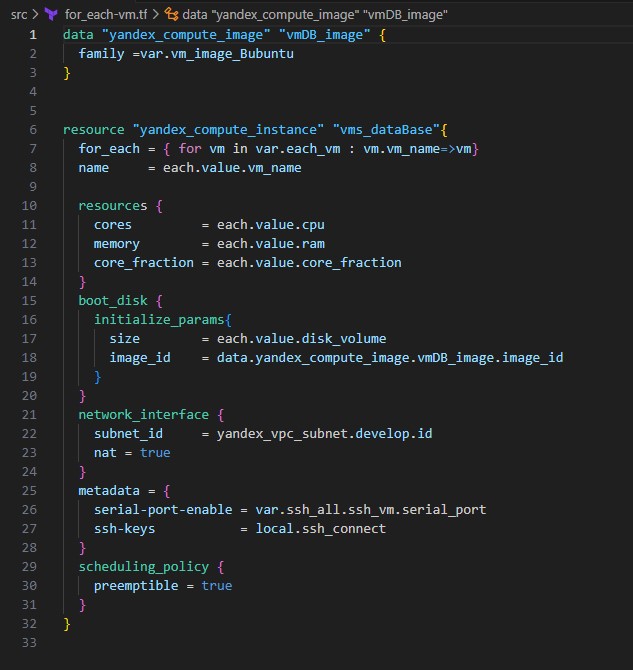 src > for_each-vm.tf > data "yandex_compute_image" "vmDB_image"
1 data "yandex_compute_image" "vmDB_image" {
2   family =var.vm_image_Bubuntu
3 }
4
5
6 resource "yandex_compute_instance" "vms_dataBase"{
7   for_each = { for vm in var.each_vm : vm.vm_name=>vm}
8   name     = each.value.vm_name
9
10   resources {
11     cores         = each.value.cpu
12     memory        = each.value.ram
13     core_fraction = each.value.core_fraction
14   }
15   boot_disk {
16     initialize_params{
17       size        = each.value.disk_volume
18       image_id    = data.yandex_compute_image.vmDB_image.image_id
19     }
20   }
21   network_interface {
22     subnet_id     = yandex_vpc_subnet.develop.id
23     nat = true
24   }
25   metadata = {
26     serial-port-enable = var.ssh_all.ssh_vm.serial_port
27     ssh-keys           = local.ssh_connect
28   }
29   scheduling_policy {
30     preemptible = true
31   }
32 }
33